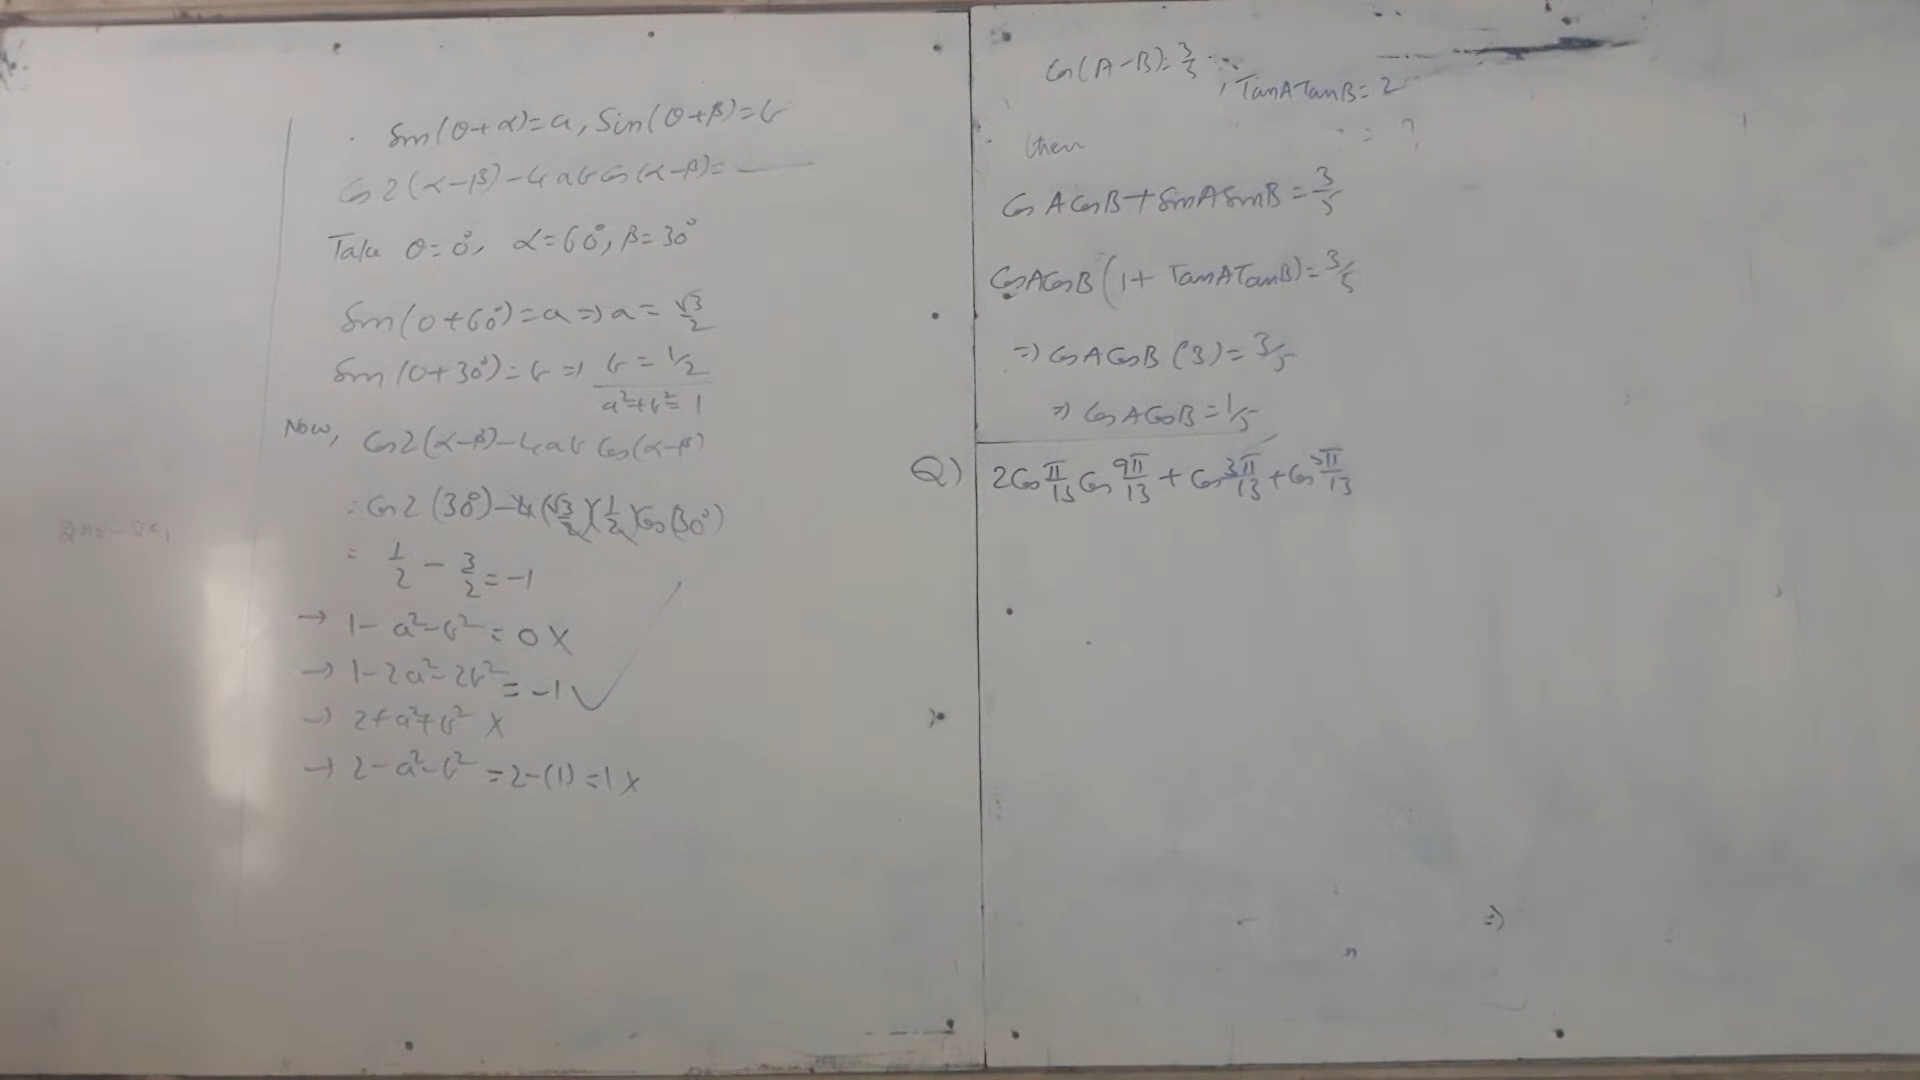 Sin(θ+α)=a, Sin(θ+β)=b
Cos2(α-β)-4abCos(α-β)=
Take θ=0°, α=60°, β=30°
Sin(0+60°)=a⇒a=√3/2
Sin(0+30°)=b⇒b=1/2
a²+b²=1
Now, Cos2(α-β)-4abCos(α-β)
=Cos2(30°)-4(√3/2)(1/2)Cos(30°)
= 1/2 - 3/2 = -1
→ 1-a²-b²=0 X
→ 1-2a²-2b²=-1 ✓
→ 2+a²+b² X
→ 2-a²-b²=2-(1)=1 X
Cos(A-B)=3/5, TanATanB=2
then = ?
CosACosB+SinASinB=3/5
CosACosB(1+TanATanB)=3/5
⇒CosACosB(3)=3/5
⇒CosACosB=1/5
Q) 2Cosπ/13Cos9π/13+Cos3π/13+Cos5π/13